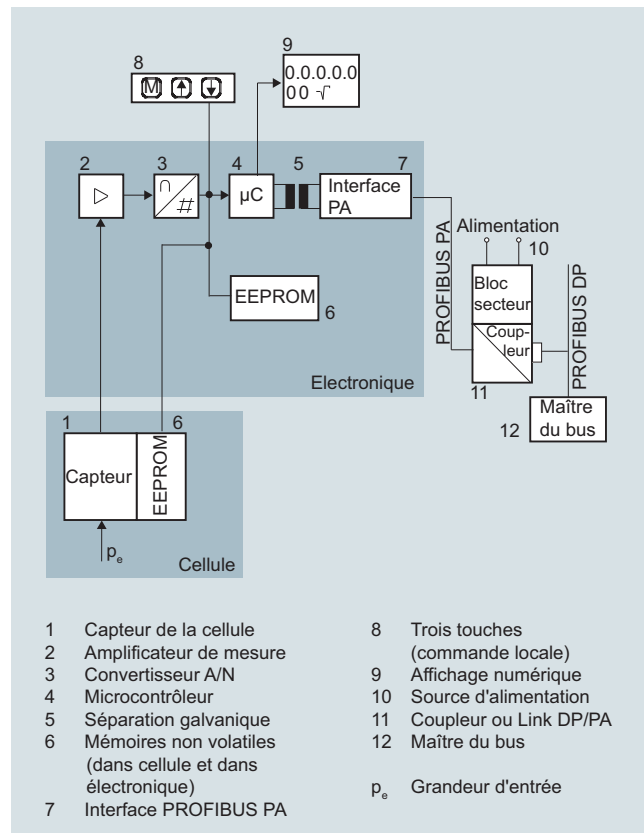 9
8
0.0.0.0.0
00 √
M
2
3
4
5
7
∩
#
µC
Interface
PA
PROFIBUS PA
Alimentation
10
EEPROM
6
Bloc
secteur
Coup-
leur
PROFIBUS DP
11
Electronique
Maître
du bus
12
1
6
Capteur
EEPROM
pe
Cellule
1 Capteur de la cellule
2 Amplificateur de mesure
3 Convertisseur A/N
4 Microcontrôleur
5 Séparation galvanique
6 Mémoires non volatiles
(dans cellule et dans
électronique)
7 Interface PROFIBUS PA
8 Trois touches
(commande locale)
9 Affichage numérique
10 Source d'alimentation
11 Coupleur ou Link DP/PA
12 Maître du bus
pe Grandeur d'entrée